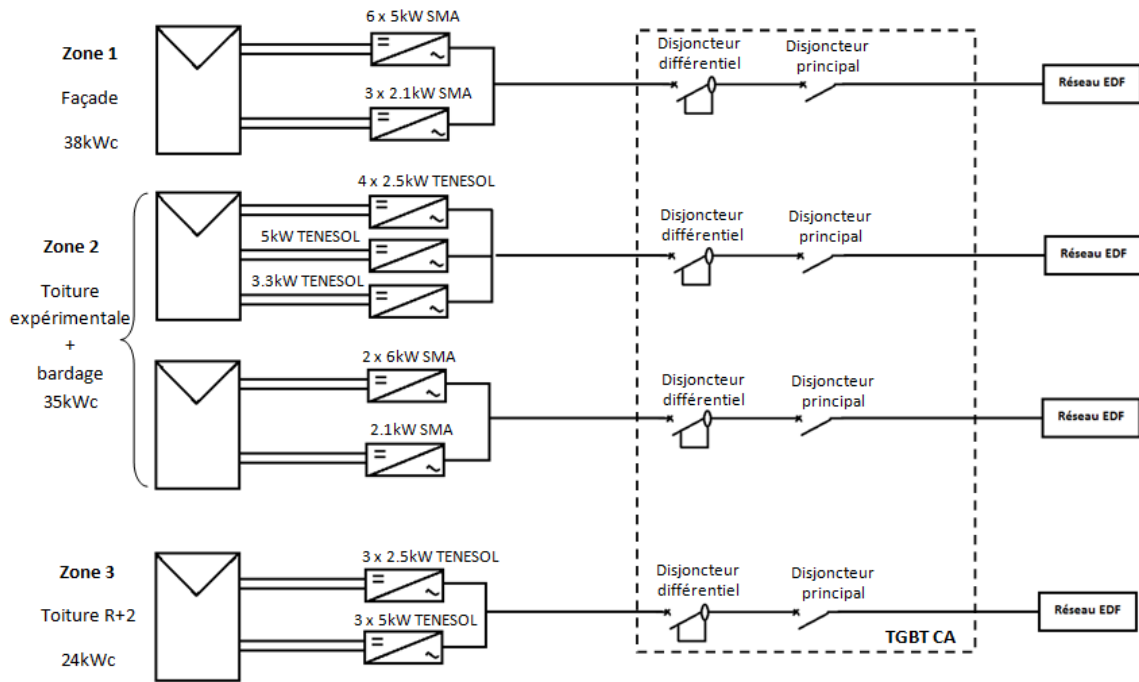 6 x 5kW SMA
Zone 1
Façade
38kWc
3 x 2.1kW SMA
Disjoncteur
différentiel
Disjoncteur
principal
Réseau EDF
4 x 2.5kW TENESOL
5kW TENESOL
3.3kW TENESOL
Zone 2
Toiture
expérimentale
+
bardage
35kWc
Disjoncteur
différentiel
Disjoncteur
principal
Réseau EDF
2 x 6kW SMA
2.1kW SMA
Disjoncteur
différentiel
Disjoncteur
principal
Réseau EDF
Zone 3
Toiture R+2
24kWc
3 x 2.5kW TENESOL
3 x 5kW TENESOL
Disjoncteur
différentiel
Disjoncteur
principal
Réseau EDF
TGBT CA